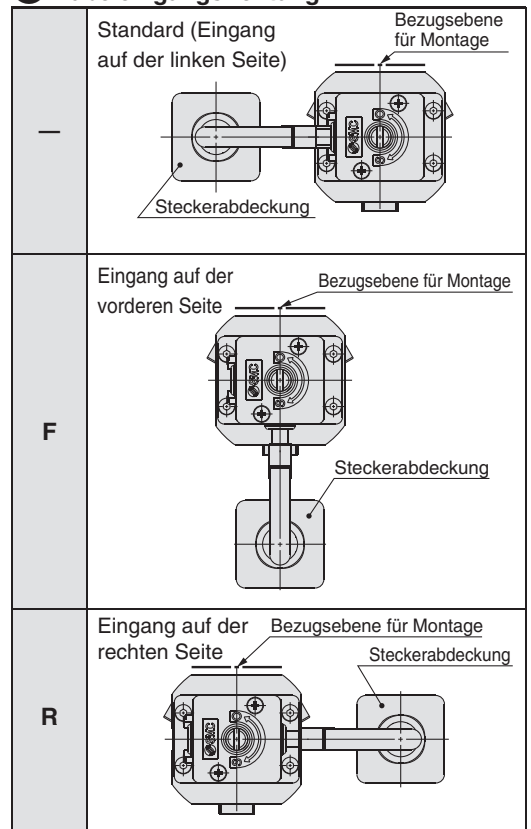 —
Standard (Eingang
auf der linken Seite)
Bezugsebene
für Montage
Steckerabdeckung
F
Eingang auf der
vorderen Seite
Bezugsebene für Montage
Steckerabdeckung
R
Eingang auf der
rechten Seite
Bezugsebene für Montage
Steckerabdeckung